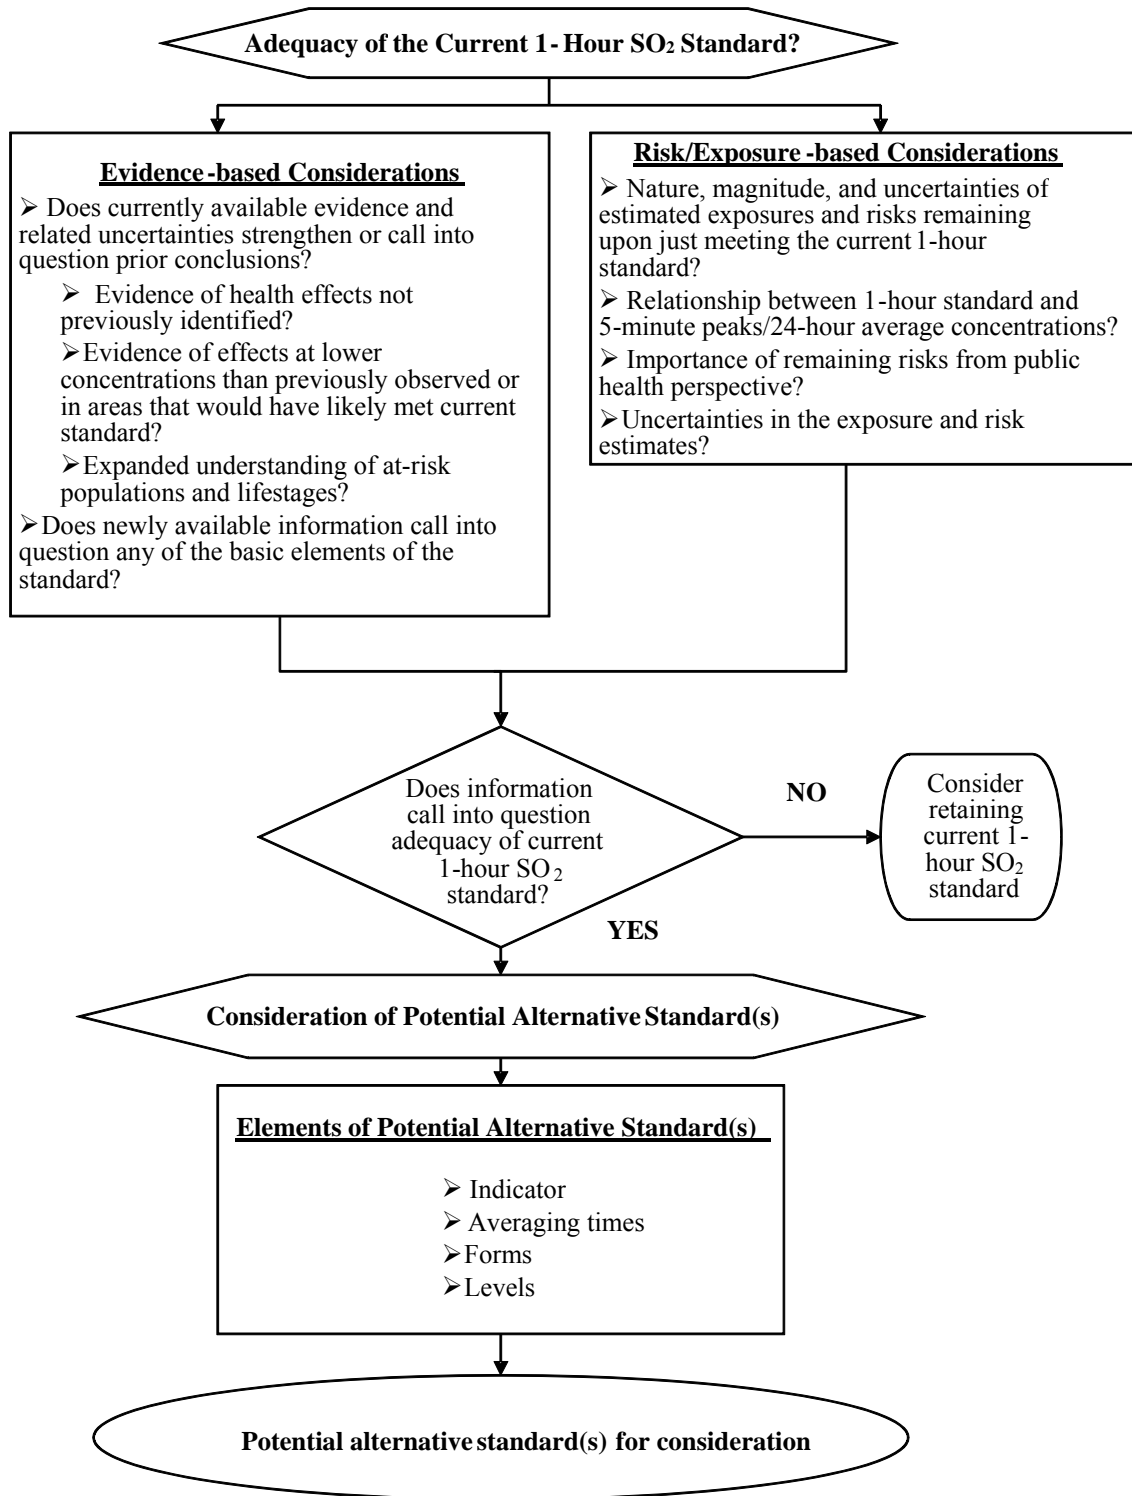 Adequacy of the Current 1-Hour SO₂ Standard?
Evidence-based Considerations
➢ Does currently available evidence and
related uncertainties strengthen or call into
question prior conclusions?
➢ Evidence of health effects not
previously identified?
➢Evidence of effects at lower
concentrations than previously observed or
in areas that would have likely met current
standard?
➢Expanded understanding of at-risk
populations and lifestages?
➢Does newly available information call into
question any of the basic elements of the
standard?
Risk/Exposure-based Considerations
➢ Nature, magnitude, and uncertainties of
estimated exposures and risks remaining
upon just meeting the current 1-hour
standard?
➢ Relationship between 1-hour standard and
5-minute peaks/24-hour average concentrations?
➢ Importance of remaining risks from public
health perspective?
➢Uncertainties in the exposure and risk
estimates?
Does information
call into question
adequacy of current
1-hour SO₂
standard?
NO
Consider
retaining
current 1-
hour SO₂
standard
YES
Consideration of Potential Alternative Standard(s)
Elements of Potential Alternative Standard(s)
➢ Indicator
➢ Averaging times
➢Forms
➢Levels
Potential alternative standard(s) for consideration